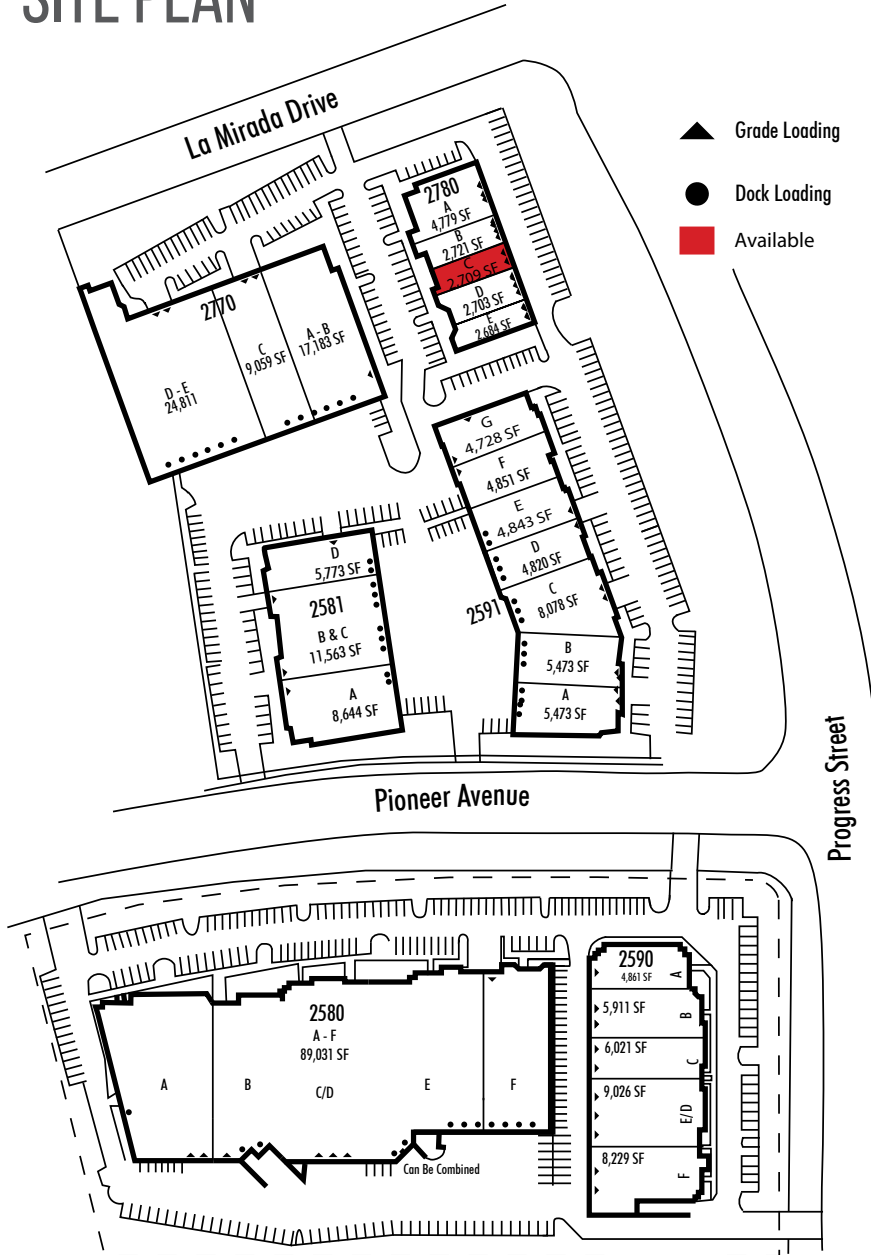 SITE PLAN
La Mirada Drive
Grade Loading
Dock Loading
Available
2780
A
4,779 SF
B
2,721 SF
C
2,709 SF
D
2,703 SF
E
2,684 SF
2770
A - B
17,183 SF
C
9,059 SF
D - E
24,811
G
4,728 SF
F
4,851 SF
E
4,843 SF
D
4,820 SF
C
8,078 SF
2591
B
5,473 SF
A
5,473 SF
D
5,773 SF
2581
B & C
11,563 SF
A
8,644 SF
Pioneer Avenue
Progress Street
2580
A - F
89,031 SF
A
B
C/D
E
F
Can Be Combined
2590
4,861 SF
A
5,911 SF
B
6,021 SF
C
9,026 SF
E/D
8,229 SF
F